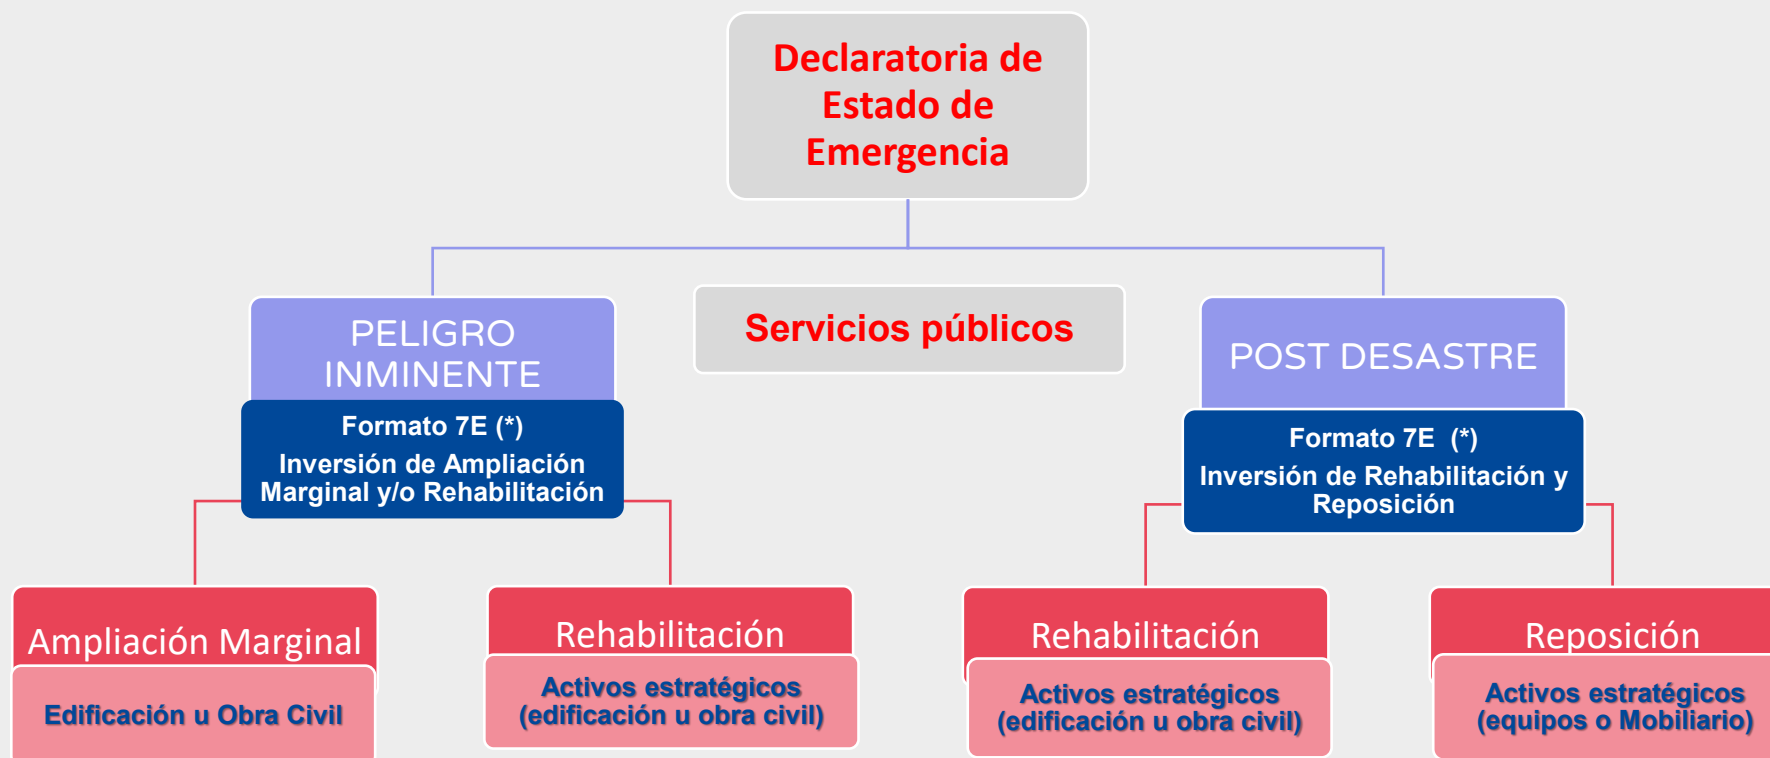 Declaratoria de
Estado de
Emergencia
Servicios públicos
PELIGRO
INMINENTE
Formato 7E (*)
Inversión de Ampliación
Marginal y/o Rehabilitación
POST DESASTRE
Formato 7E (*)
Inversión de Rehabilitación y
Reposición
Ampliación Marginal
Edificación u Obra Civil
Rehabilitación
Activos estratégicos
(edificación u obra civil)
Rehabilitación
Activos estratégicos
(edificación u obra civil)
Reposición
Activos estratégicos
(equipos o Mobiliario)